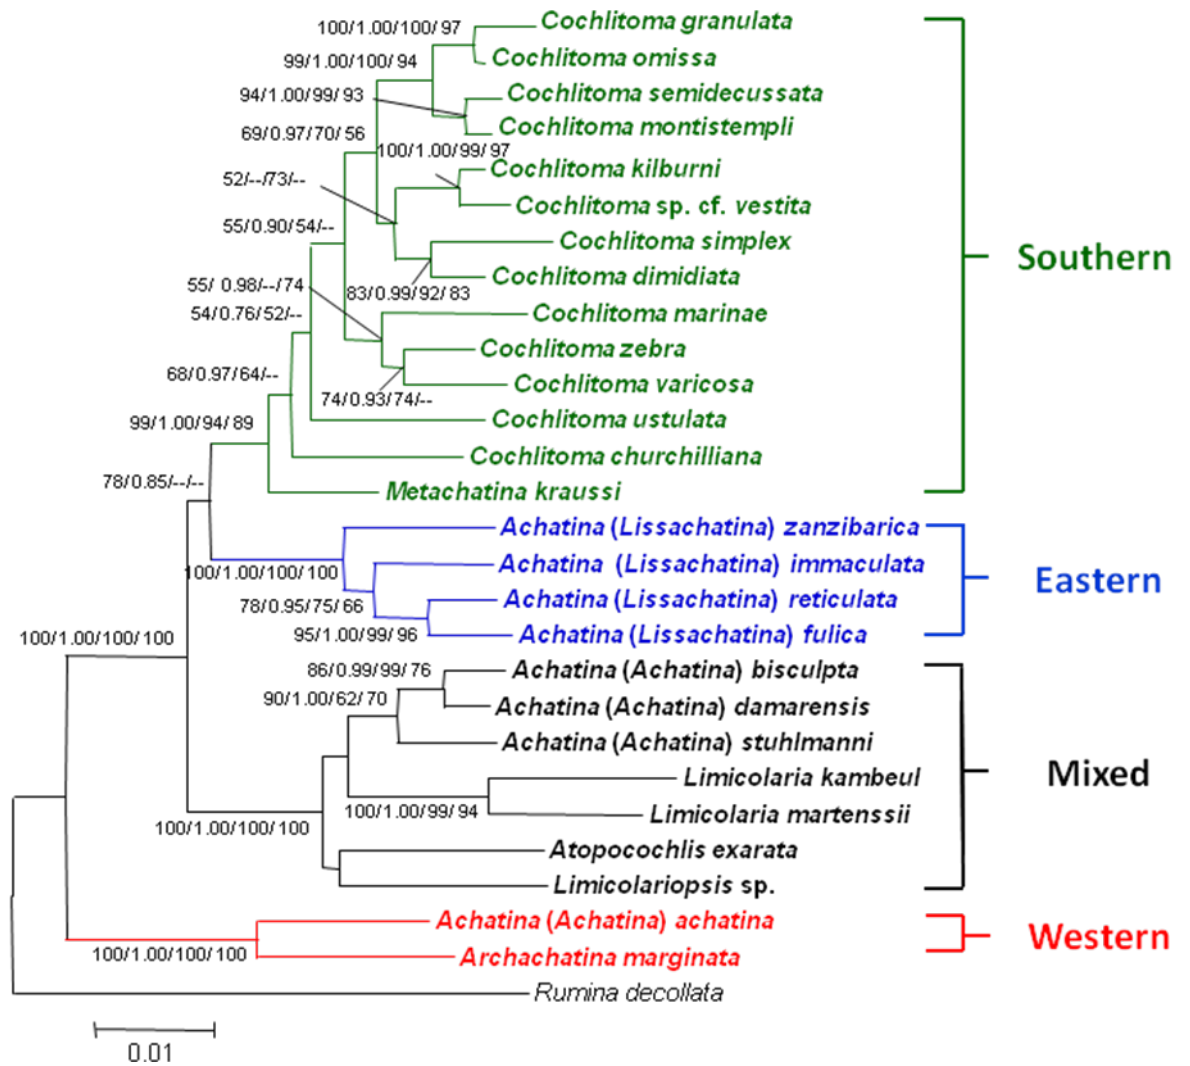 100/1.00/100/97
Cochlitoma granulata
99/1.00/100/94
Cochlitoma omissa
94/1.00/99/93
Cochlitoma semidecussata
69/0.97/70/56
Cochlitoma montistempli
100/1.00/99/97
Cochlitoma kilburni
52/--/73/--
Cochlitoma sp. cf. vestita
55/0.90/54/--
Cochlitoma simplex
Southern
Cochlitoma dimidiata
55/ 0.98/--/74
83/0.99/92/83
54/0.76/52/--
Cochlitoma marinae
Cochlitoma zebra
68/0.97/64/--
Cochlitoma varicosa
74/0.93/74/--
99/1.00/94/89
Cochlitoma ustulata
Cochlitoma churchilliana
78/0.85/--/--
Metachatina kraussi
Achatina (Lissachatina) zanzibarica
Achatina (Lissachatina) immaculata
100/1.00/100/100
Eastern
Achatina (Lissachatina) reticulata
78/0.95/75/66
95/1.00/99/96
Achatina (Lissachatina) fulica
100/1.00/100/100
86/0.99/99/76
Achatina (Achatina) bisculpta
90/1.00/62/70
Achatina (Achatina) damarensis
Achatina (Achatina) stuhlmanni
Mixed
Limicolaria kambeul
100/1.00/99/94
Limicolaria martenssii
100/1.00/100/100
Atopocochlis exarata
Limicolariopsis sp.
Achatina (Achatina) achatina
Western
100/1.00/100/100
Archachatina marginata
Rumina decollata
0.01